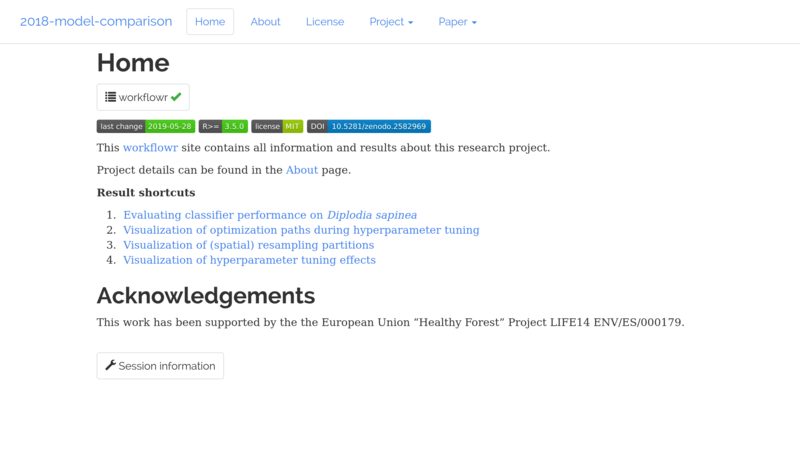 2018-model-comparison Home About License Project Paper
Home
workflowr
last change 2019-05-28 R>= 3.5.0 license MIT DOI 10.5281/zenodo.2582969
This workflowr site contains all information and results about this research project.
Project details can be found in the About page.
Result shortcuts
1. Evaluating classifier performance on Diplodia sapinea
2. Visualization of optimization paths during hyperparameter tuning
3. Visualization of (spatial) resampling partitions
4. Visualization of hyperparameter tuning effects
Acknowledgements
This work has been supported by the the European Union “Healthy Forest” Project LIFE14 ENV/ES/000179.
Session information